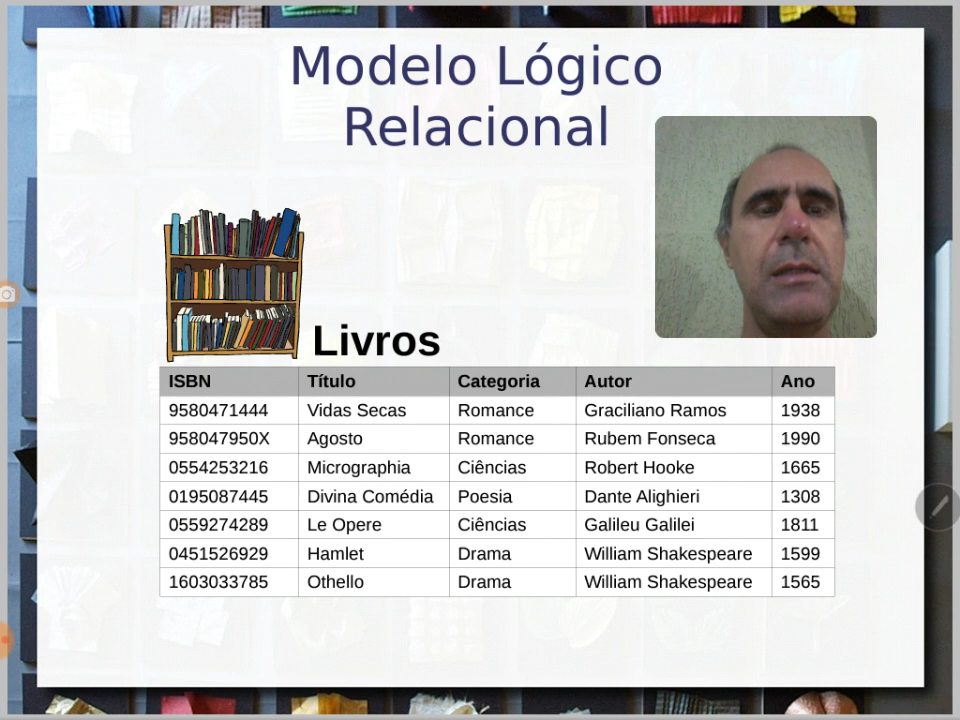 Modelo Lógico
Relacional
Livros
ISBN Título Categoria Autor Ano
9580471444 Vidas Secas Romance Graciliano Ramos 1938
958047950X Agosto Romance Rubem Fonseca 1990
0554253216 Micrographia Ciências Robert Hooke 1665
0195087445 Divina Comédia Poesia Dante Alighieri 1308
0559274289 Le Opere Ciências Galileu Galilei 1811
0451526929 Hamlet Drama William Shakespeare 1599
1603033785 Othello Drama William Shakespeare 1565